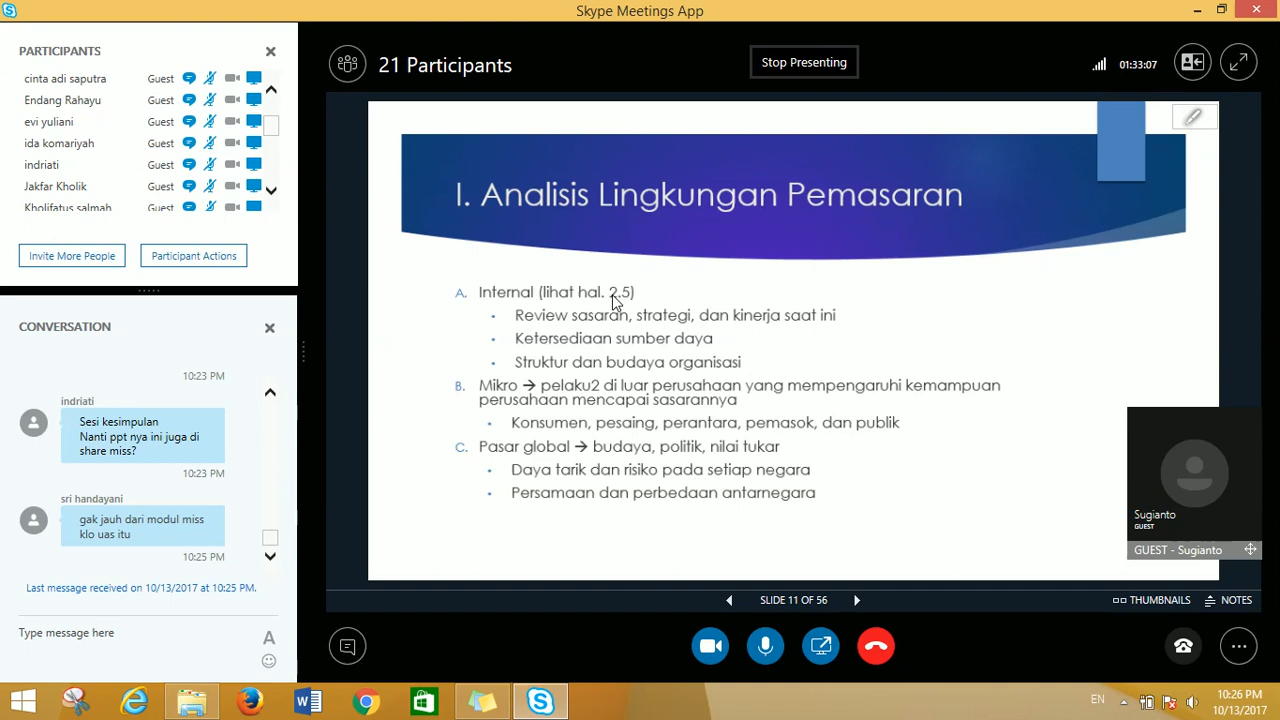 Skype Meetings App
PARTICIPANTS
cinta adi saputra Guest
Endang Rahayu Guest
evi yuliani Guest
ida komariyah Guest
indriati Guest
Jakfar Kholik Guest
Kholifatus salmah Guest
Invite More People
Participant Actions
CONVERSATION
10:23 PM
indriati
Sesi kesimpulan
Nanti ppt nya ini juga di
share miss?
10:23 PM
sri handayani
gak jauh dari modul miss
klo uas itu
10:25 PM
Last message received on 10/13/2017 at 10:25 PM.
Type message here
A
21 Participants
Stop Presenting
01:33:07
I. Analisis Lingkungan Pemasaran
A. Internal (lihat hal. 2.5)
• Review sasaran, strategi, dan kinerja saat ini
• Ketersediaan sumber daya
• Struktur dan budaya organisasi
B. Mikro → pelaku2 di luar perusahaan yang mempengaruhi kemampuan
perusahaan mencapai sasarannya
• Konsumen, pesaing, perantara, pemasok, dan publik
C. Pasar global → budaya, politik, nilai tukar
• Daya tarik dan risiko pada setiap negara
• Persamaan dan perbedaan antarnegara
Sugianto
GUEST
GUEST - Sugianto
SLIDE 11 OF 56
THUMBNAILS
NOTES
EN
10:26 PM
10/13/2017